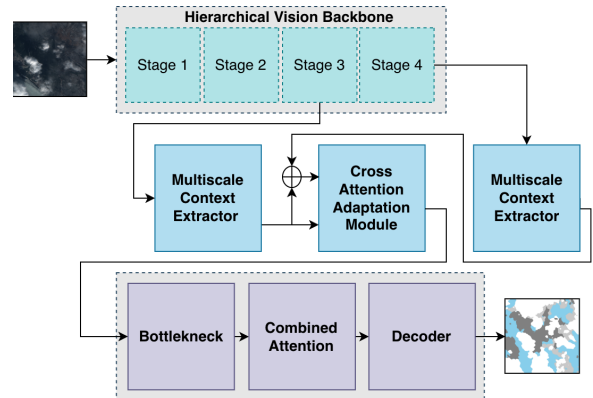 Hierarchical Vision Backbone
Stage 1
Stage 2
Stage 3
Stage 4
Multiscale
Context
Extractor
Cross
Attention
Adaptation
Module
Multiscale
Context
Extractor
Bottlekneck
Combined
Attention
Decoder